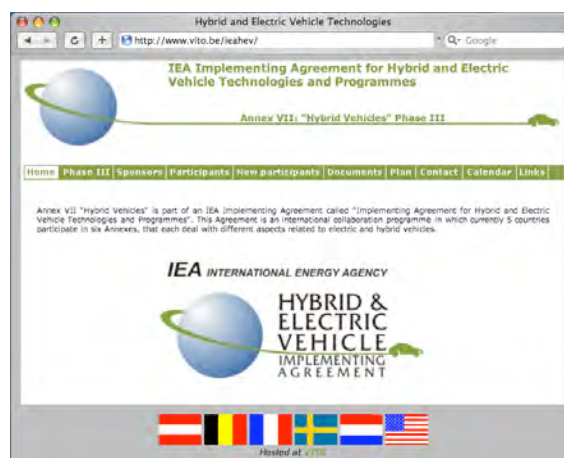 Hybrid and Electric Vehicle Technologies
http://www.vito.be/ieahev/
Google
IEA Implementing Agreement for Hybrid and Electric
Vehicle Technologies and Programmes
Annex VII: "Hybrid Vehicles" Phase III
Home Phase III Sponsors Participants New participants Documents Plan Contact Calendar Links
Annex VII "Hybrid Vehicles" is part of an IEA Implementing Agreement called "Implementing Agreement for Hybrid and Electric
Vehicle Technologies and Programmes". This Agreement is an international collaboration programme in which currently 5 countries
participate in six Annexes, that each deal with different aspects related to electric and hybrid vehicles.
IEA INTERNATIONAL ENERGY AGENCY
HYBRID &
ELECTRIC
VEHICLE
IMPLEMENTING
AGREEMENT
Hosted at VITO